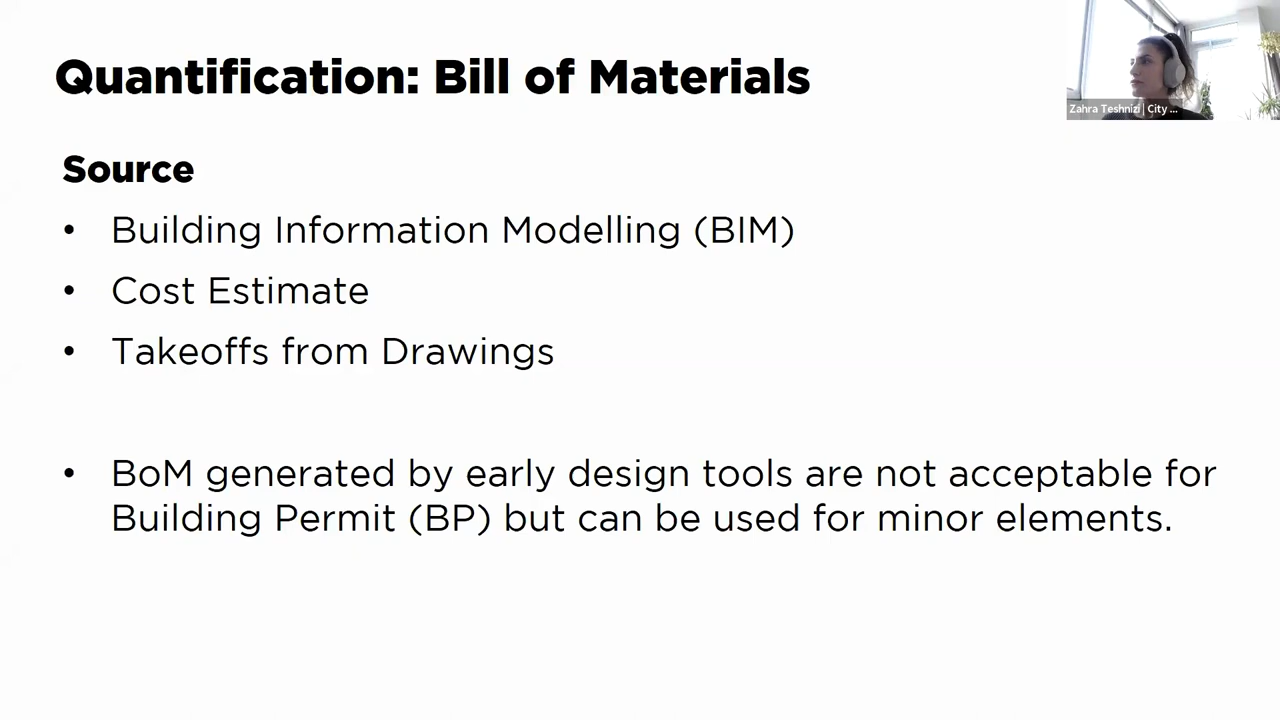 Quantification: Bill of Materials
Zahra Teshnizi | City ...
Source
• Building Information Modelling (BIM)
• Cost Estimate
• Takeoffs from Drawings
• BoM generated by early design tools are not acceptable for
Building Permit (BP) but can be used for minor elements.